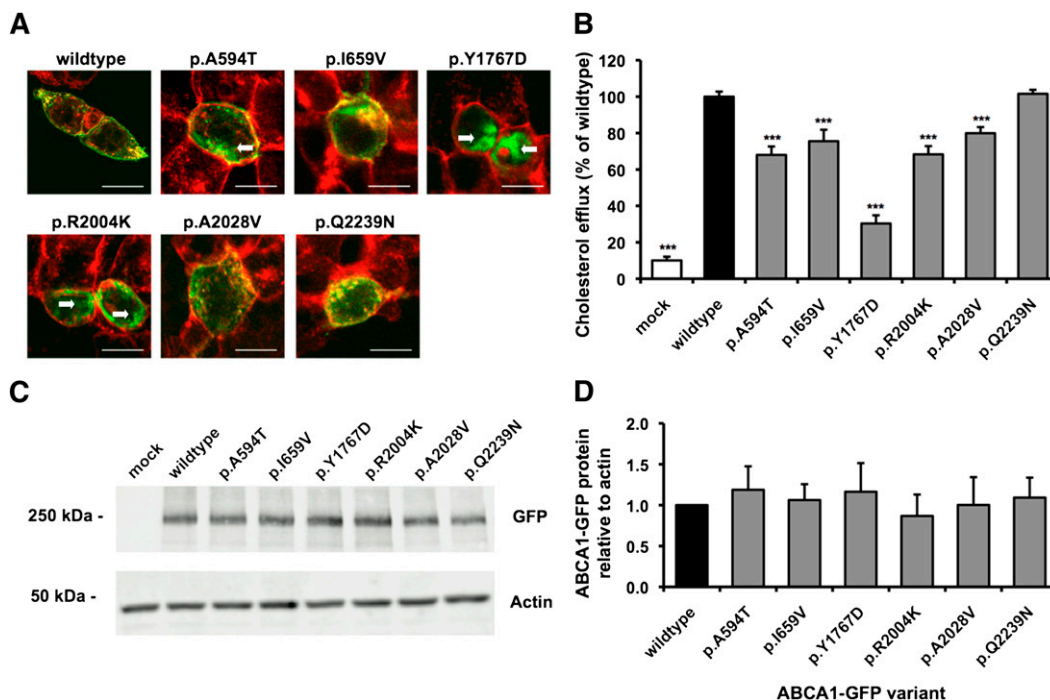 A
wildtype
p.A594T
p.I659V
p.Y1767D
p.R2004K
p.A2028V
p.Q2239N
B
Cholesterol efflux (% of wildtype)
140
120
100
80
60
40
20
0
***
***
***
***
***
***
mock
wildtype
p.A594T
p.I659V
p.Y1767D
p.R2004K
p.A2028V
p.Q2239N
C
mock
wildtype
p.A594T
p.I659V
p.Y1767D
p.R2004K
p.A2028V
p.Q2239N
250 kDa -
GFP
50 kDa -
Actin
D
ABCA1-GFP protein
relative to actin
2.0
1.5
1.0
0.5
0.0
wildtype
p.A594T
p.I659V
p.Y1767D
p.R2004K
p.A2028V
p.Q2239N
ABCA1-GFP variant